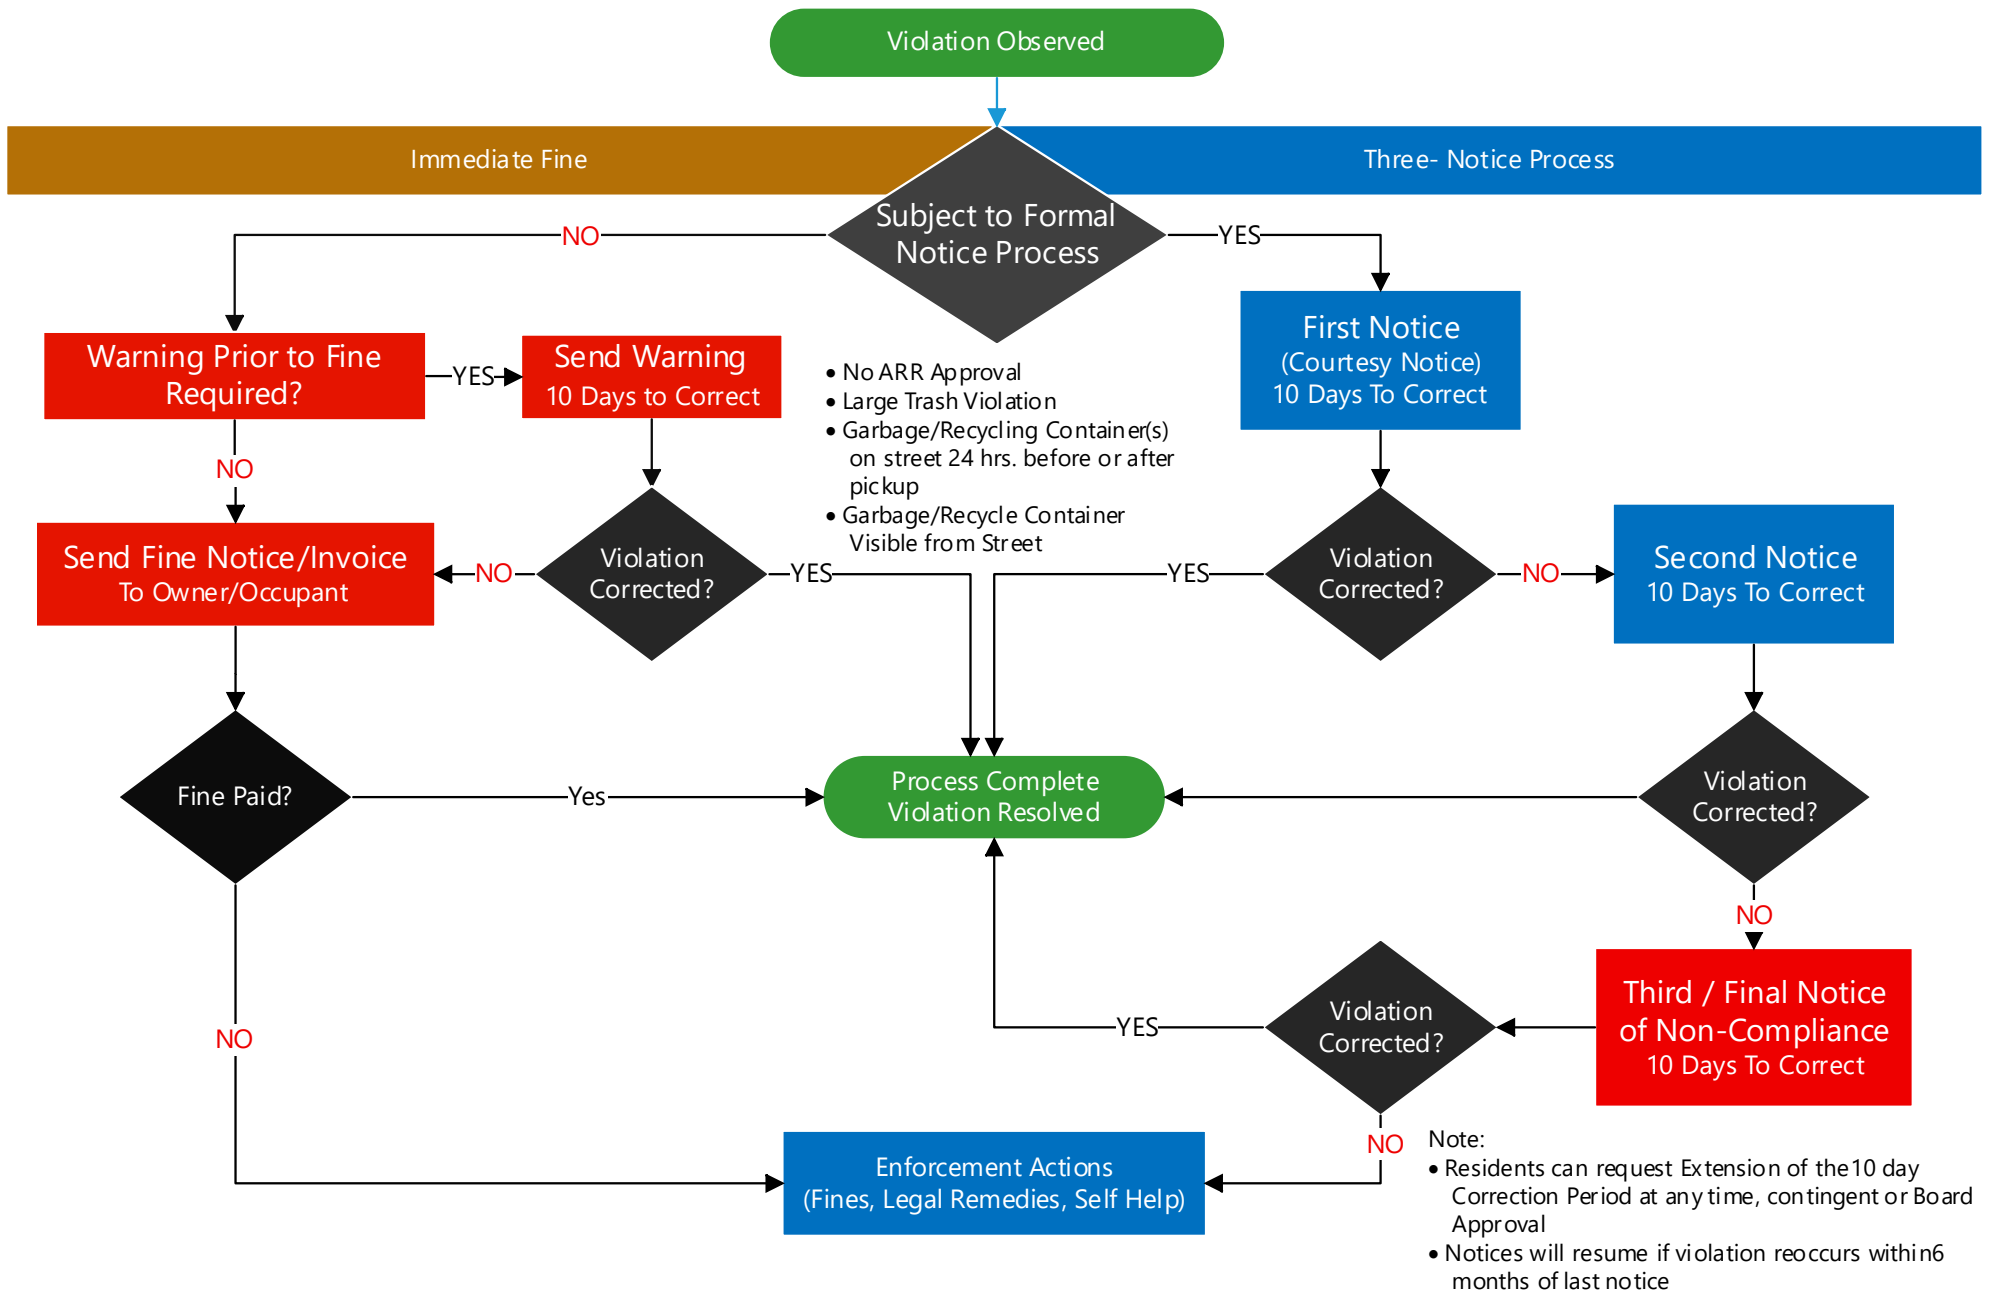 Violation Observed
Immediate Fine
Three- Notice Process
Subject to Formal
Notice Process
NO
YES
Warning Prior to Fine
Required?
YES
Send Warning
10 Days to Correct
First Notice
(Courtesy Notice)
10 Days To Correct
• No ARR Approval
• Large Trash Violation
• Garbage/Recycling Container(s)
on street 24 hrs. before or after
pickup
• Garbage/Recycle Container
Visible from Street
NO
Send Fine Notice/Invoice
To Owner/Occupant
NO
Violation
Corrected?
YES
YES
Violation
Corrected?
NO
Second Notice
10 Days To Correct
Fine Paid?
Yes
Process Complete
Violation Resolved
Violation
Corrected?
NO
NO
YES
Violation
Corrected?
Third / Final Notice
of Non-Compliance
10 Days To Correct
NO
Enforcement Actions
(Fines, Legal Remedies, Self Help)
Note:
• Residents can request Extension of the10 day
Correction Period at any time, contingent or Board
Approval
• Notices will resume if violation reoccurs within6
months of last notice